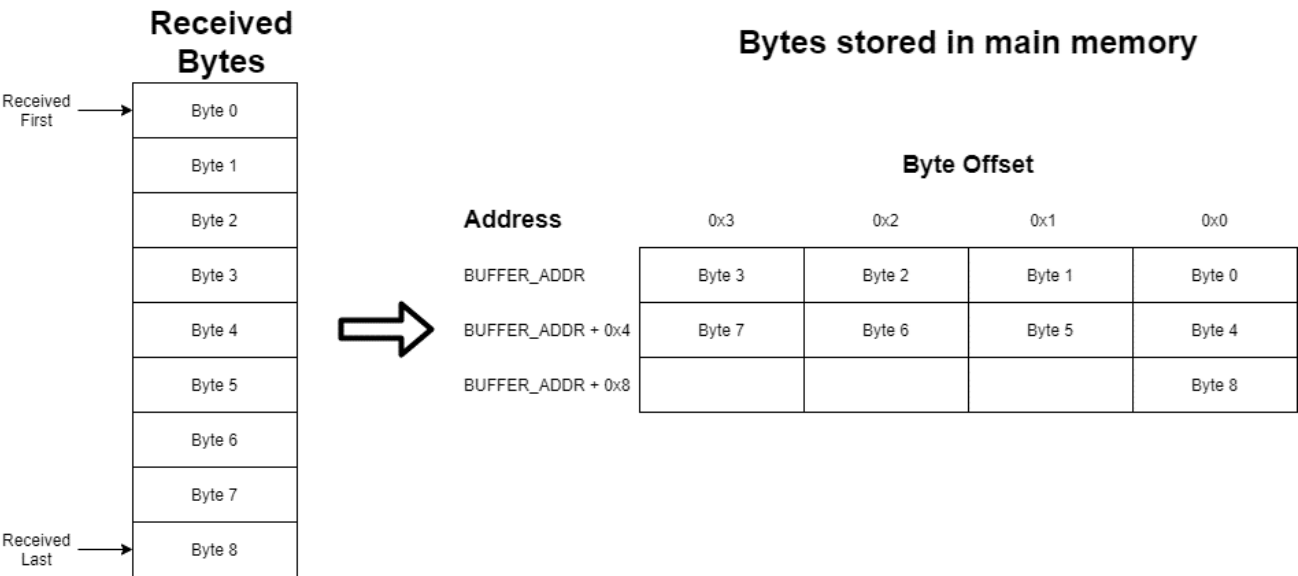 Received
Bytes
Received
First
Byte 0
Byte 1
Byte 2
Byte 3
Byte 4
Byte 5
Byte 6
Byte 7
Received
Last
Byte 8
Bytes stored in main memory
Byte Offset
Address 0x3 0x2 0x1 0x0
BUFFER_ADDR Byte 3 Byte 2 Byte 1 Byte 0
BUFFER_ADDR + 0x4 Byte 7 Byte 6 Byte 5 Byte 4
BUFFER_ADDR + 0x8 Byte 8